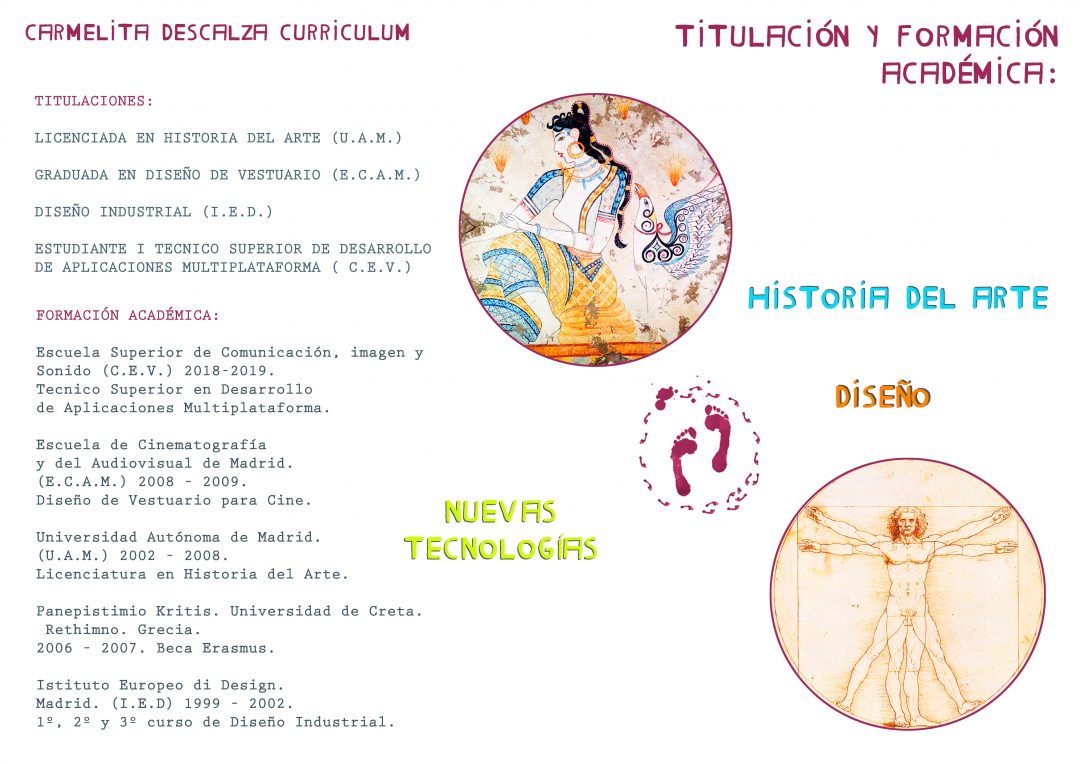 CARMELITA DESCALZA CURRICULUM
TITULACIÓN Y FORMACIÓN
ACADÉMICA:
TITULACIONES:
LICENCIADA EN HISTORIA DEL ARTE (U.A.M.)
GRADUADA EN DISEÑO DE VESTUARIO (E.C.A.M.)
DISEÑO INDUSTRIAL (I.E.D.)
ESTUDIANTE I TECNICO SUPERIOR DE DESARROLLO
DE APLICACIONES MULTIPLATAFORMA ( C.E.V.)
FORMACIÓN ACADÉMICA:
Escuela Superior de Comunicación, imagen y
Sonido (C.E.V.) 2018-2019.
Tecnico Superior en Desarrollo
de Aplicaciones Multiplataforma.
Escuela de Cinematografía
y del Audiovisual de Madrid.
(E.C.A.M.) 2008 - 2009.
Diseño de Vestuario para Cine.
Universidad Autónoma de Madrid.
(U.A.M.) 2002 - 2008.
Licenciatura en Historia del Arte.
Panepistimio Kritis. Universidad de Creta.
Rethimno. Grecia.
2006 - 2007. Beca Erasmus.
Istituto Europeo di Design.
Madrid. (I.E.D) 1999 - 2002.
1º, 2º y 3º curso de Diseño Industrial.
HISTORIA DEL ARTE
DISEÑO
NUEVAS
TECNOLOGÍAS